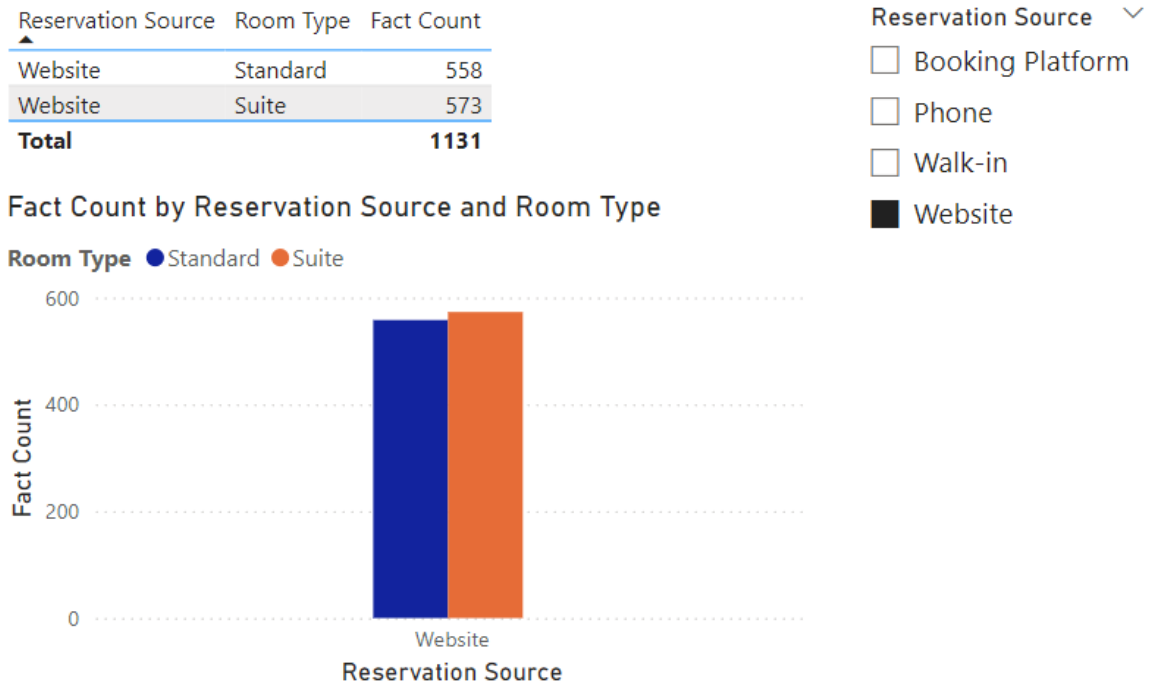 Reservation Source Room Type Fact Count
Website Standard 558
Website Suite 573
Total 1131
Reservation Source
Booking Platform
Phone
Walk-in
Website
Fact Count by Reservation Source and Room Type
Room Type Standard Suite
600
400
200
0
Fact Count
Website
Reservation Source